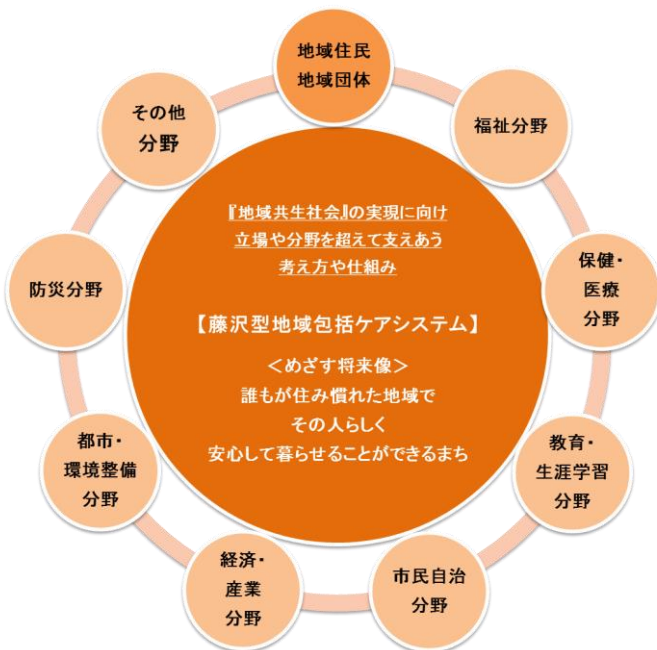 地域住民
地域団体
福祉分野
保健・
医療
分野
教育・
生涯学習
分野
市民自治
分野
経済・
産業
分野
都市・
環境整備
分野
防災分野
その他
分野
『地域共生社会』の実現に向け
立場や分野を超えて支えあう
考え方や仕組み
【藤沢型地域包括ケアシステム】
＜めざす将来像＞
誰もが住み慣れた地域で
その人らしく
安心して暮らせることができるまち